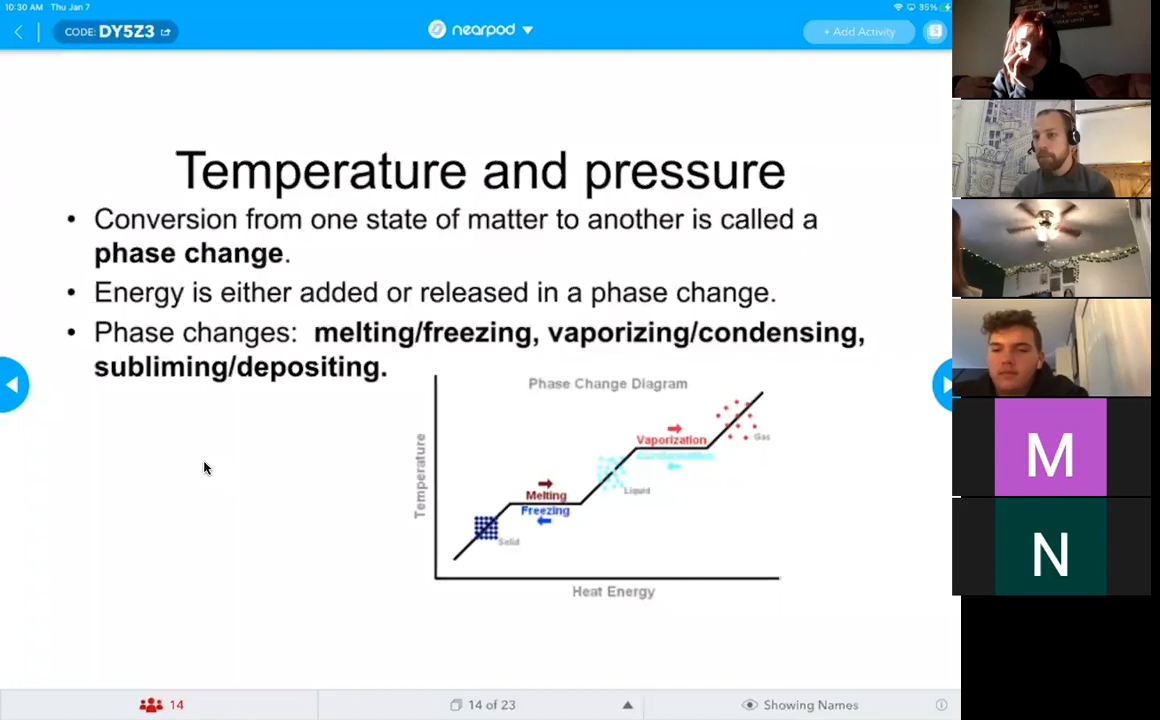 10:30 AM Thu Jan 7
35%
CODE: DY5Z3
nearpod
+ Add Activity
Temperature and pressure
• Conversion from one state of matter to another is called a
phase change.
• Energy is either added or released in a phase change.
• Phase changes: melting/freezing, vaporizing/condensing,
subliming/depositing.
Phase Change Diagram
Temperature
Vaporization
Gas
Liquid
Melting
Freezing
Solid
Heat Energy
M
N
14
14 of 23
Showing Names